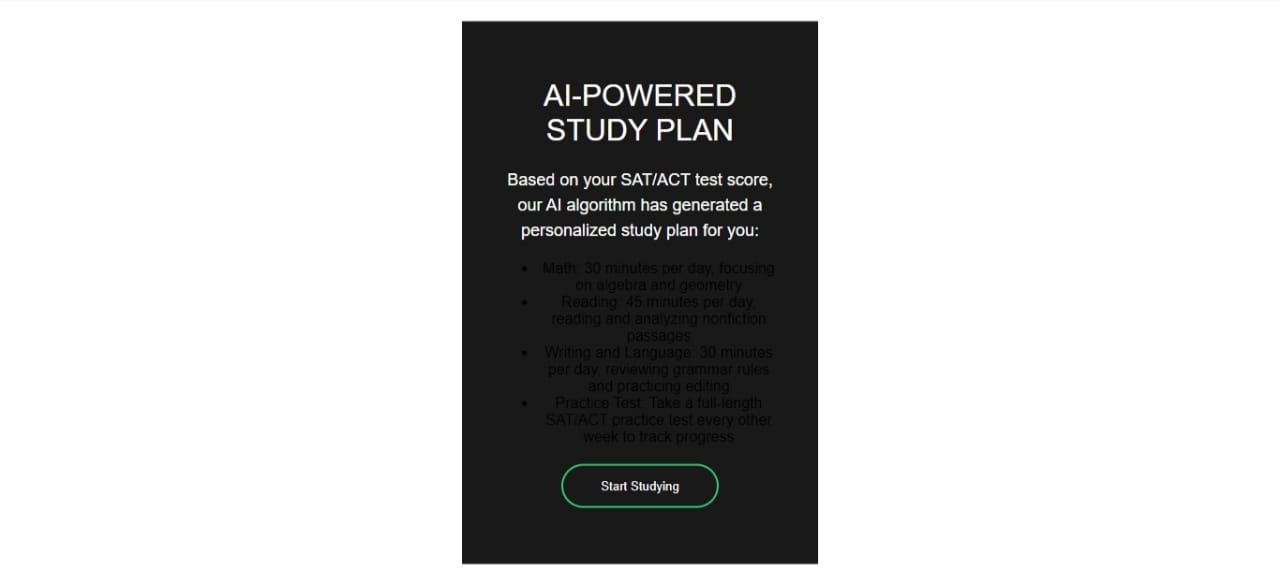 AI-POWERED
STUDY PLAN
Based on your SAT/ACT test score,
our AI algorithm has generated a
personalized study plan for you:
• Math: 30 minutes per day, focusing
on algebra and geometry
• Reading: 45 minutes per day,
reading and analyzing nonfiction
passages
• Writing and Language: 30 minutes
per day, reviewing grammar rules
and practicing editing
• Practice Test: Take a full-length
SAT/ACT practice test every other
week to track progress
Start Studying